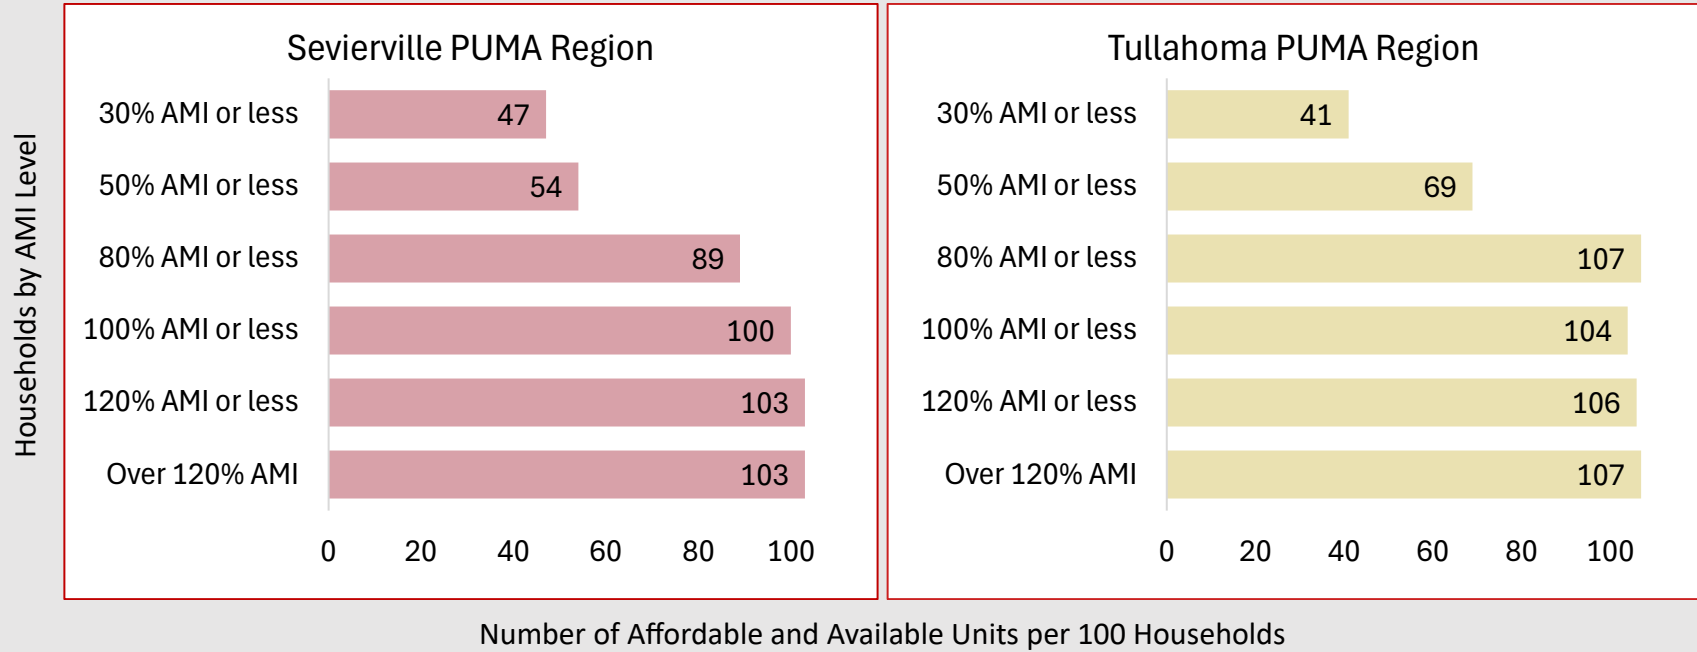 Households by AMI Level
Sevierville PUMA Region
30% AMI or less 47
50% AMI or less 54
80% AMI or less 89
100% AMI or less 100
120% AMI or less 103
Over 120% AMI 103
0 20 40 60 80 100
Tullahoma PUMA Region
30% AMI or less 41
50% AMI or less 69
80% AMI or less 107
100% AMI or less 104
120% AMI or less 106
Over 120% AMI 107
0 20 40 60 80 100
Number of Affordable and Available Units per 100 Households